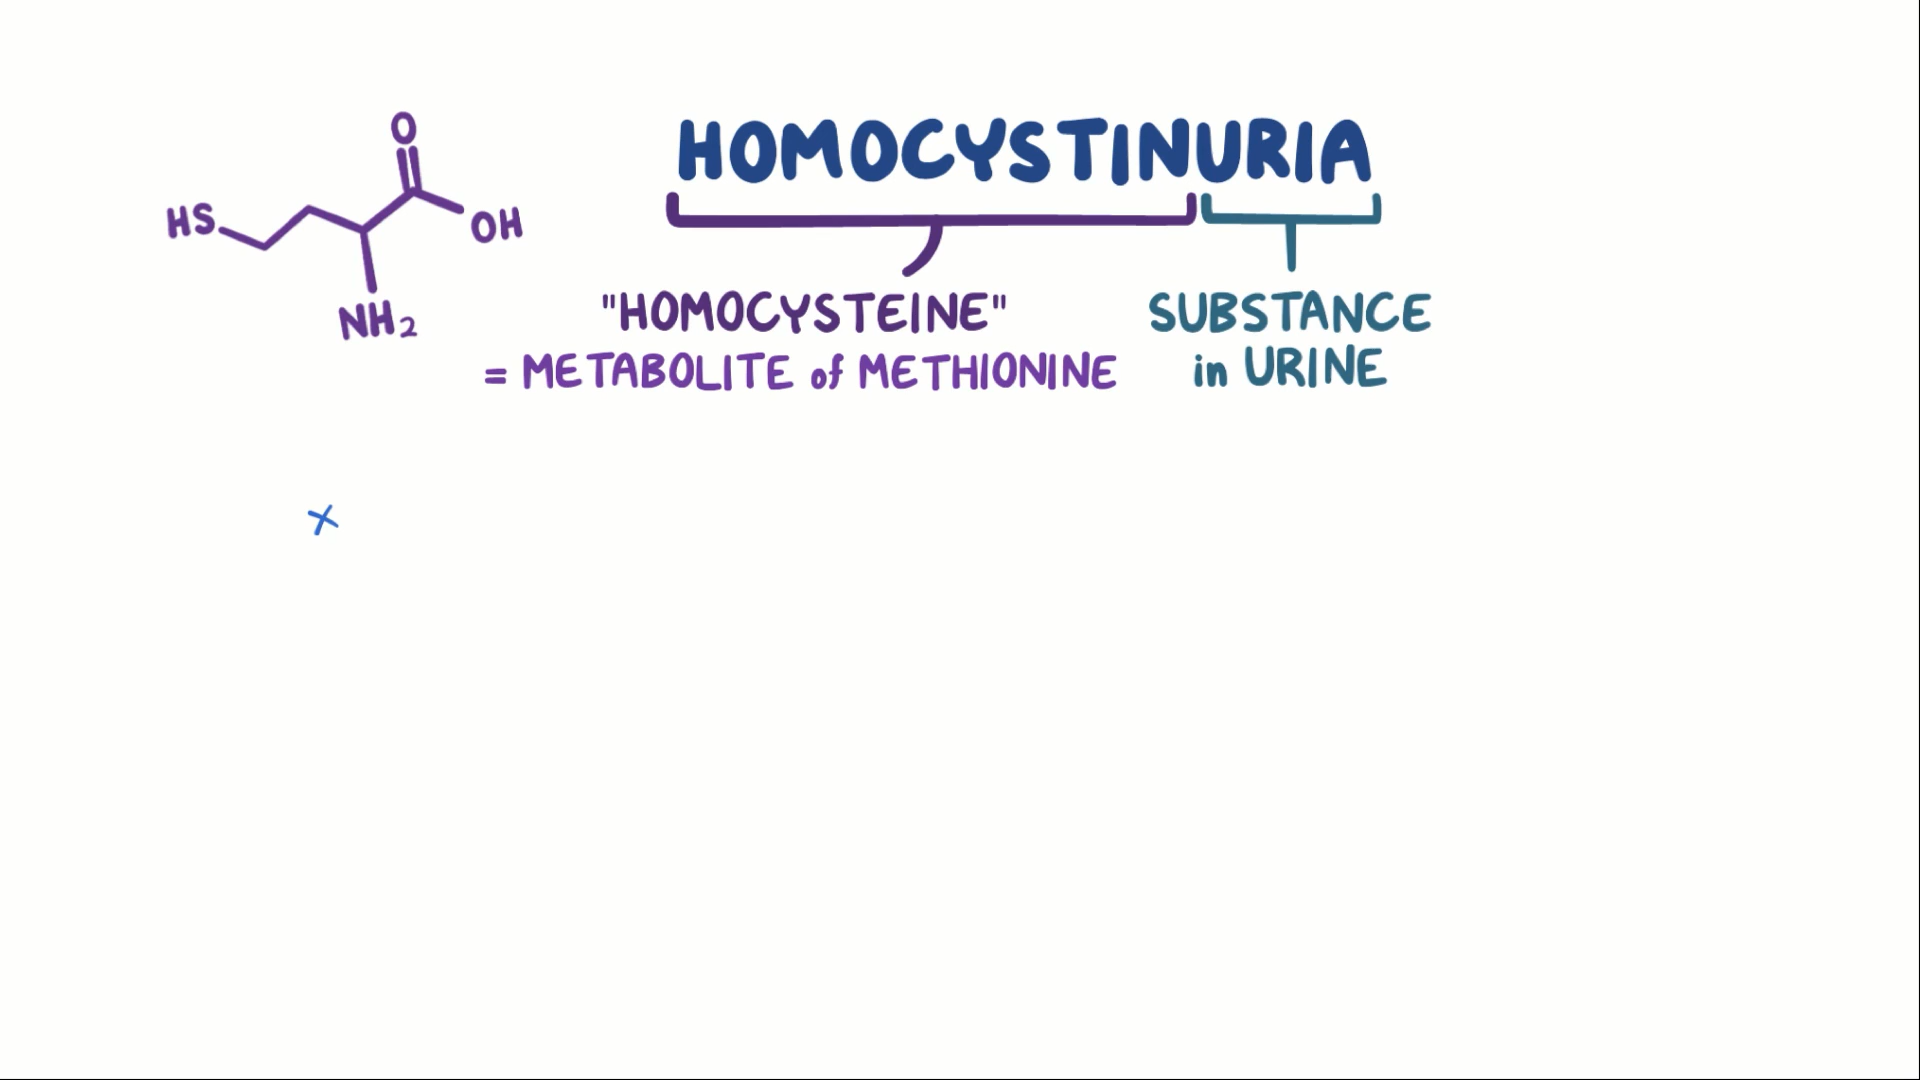 HOMOCYSTINURIA
O
HS
OH
NH₂
"HOMOCYSTEINE"
= METABOLITE of METHIONINE
SUBSTANCE
in URINE